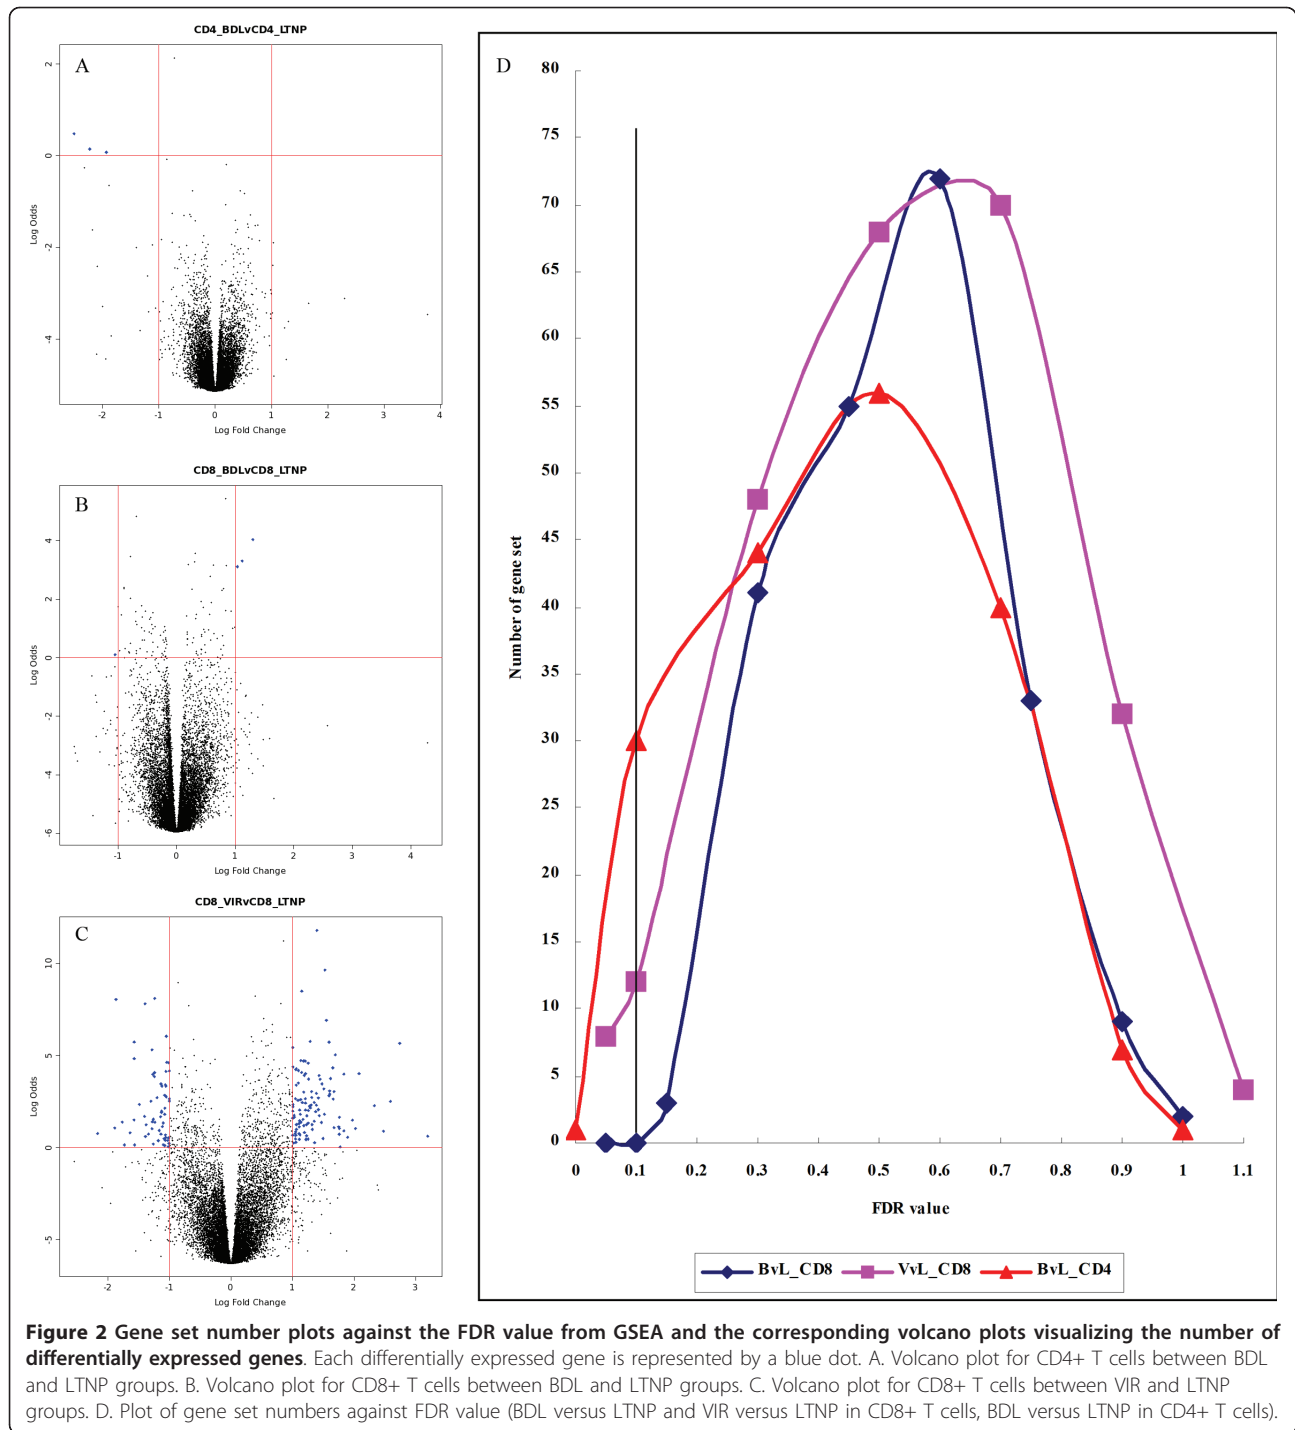 CD4_BDLvCD4_LTNP
A
2
0
-2
-4
Log Odds
-2 -1 0 1 2 3 4
Log Fold Change
CD8_BDLvCD8_LTNP
B
4
2
0
-2
-4
-6
Log Odds
-1 0 1 2 3 4
Log Fold Change
CD8_VIRvCD8_LTNP
C
10
5
0
-5
Log Odds
-2 -1 0 1 2 3
Log Fold Change
D
80
75
70
65
60
55
50
45
40
35
30
25
20
15
10
5
0
Number of gene set
0 0.1 0.2 0.3 0.4 0.5 0.6 0.7 0.8 0.9 1 1.1
FDR value
BvL_CD8 VvL_CD8 BvL_CD4
Figure 2 Gene set number plots against the FDR value from GSEA and the corresponding volcano plots visualizing the number of
differentially expressed genes. Each differentially expressed gene is represented by a blue dot. A. Volcano plot for CD4+ T cells between BDL
and LTNP groups. B. Volcano plot for CD8+ T cells between BDL and LTNP groups. C. Volcano plot for CD8+ T cells between VIR and LTNP
groups. D. Plot of gene set numbers against FDR value (BDL versus LTNP and VIR versus LTNP in CD8+ T cells, BDL versus LTNP in CD4+ T cells).